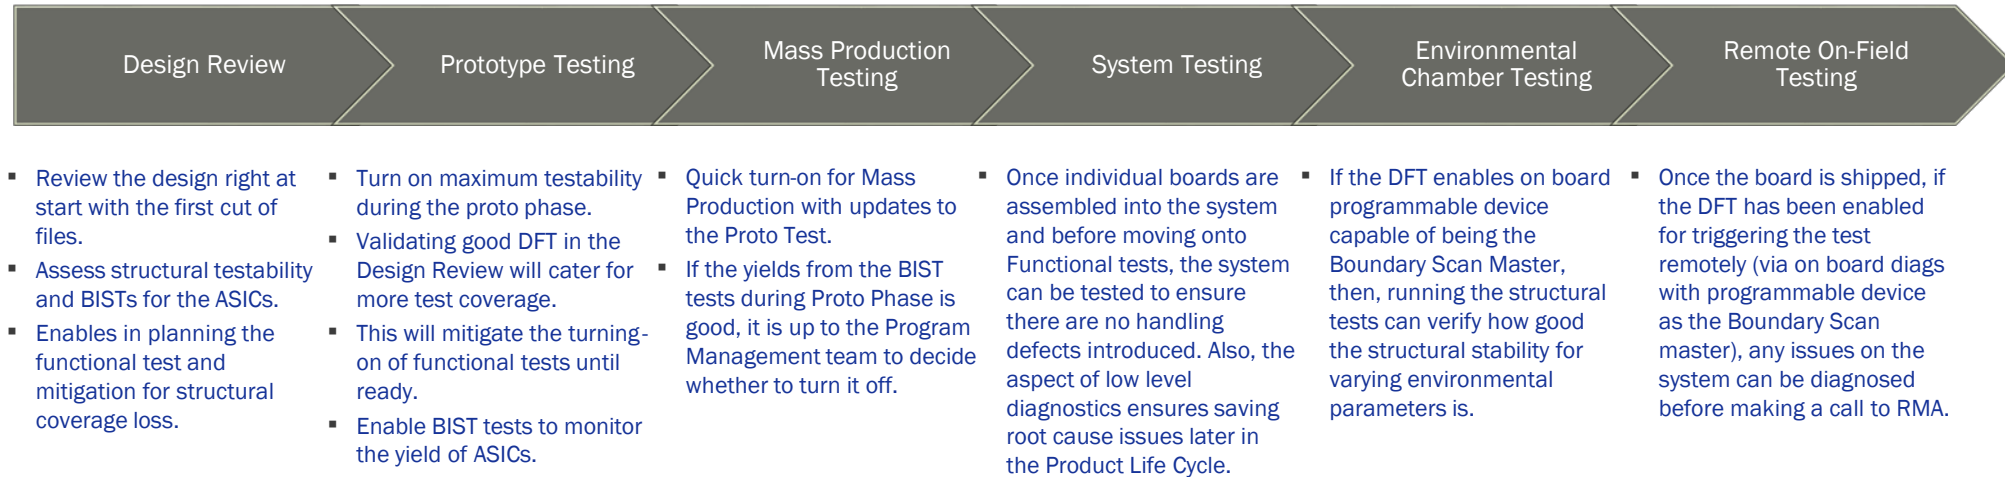 Design Review
Prototype Testing
Mass Production
Testing
System Testing
Environmental
Chamber Testing
Remote On-Field
Testing
▪ Review the design right at
start with the first cut of
files.
▪ Assess structural testability
and BISTs for the ASICs.
▪ Enables in planning the
functional test and
mitigation for structural
coverage loss.
▪ Turn on maximum testability
during the proto phase.
▪ Validating good DFT in the
Design Review will cater for
more test coverage.
▪ This will mitigate the turning-
on of functional tests until
ready.
▪ Enable BIST tests to monitor
the yield of ASICs.
▪ Quick turn-on for Mass
Production with updates to
the Proto Test.
▪ If the yields from the BIST
tests during Proto Phase is
good, it is up to the Program
Management team to decide
whether to turn it off.
▪ Once individual boards are
assembled into the system
and before moving onto
Functional tests, the system
can be tested to ensure
there are no handling
defects introduced. Also, the
aspect of low level
diagnostics ensures saving
root cause issues later in
the Product Life Cycle.
▪ If the DFT enables on board
programmable device
capable of being the
Boundary Scan Master,
then, running the structural
tests can verify how good
the structural stability for
varying environmental
parameters is.
▪ Once the board is shipped, if
the DFT has been enabled
for triggering the test
remotely (via on board diags
with programmable device
as the Boundary Scan
master), any issues on the
system can be diagnosed
before making a call to RMA.